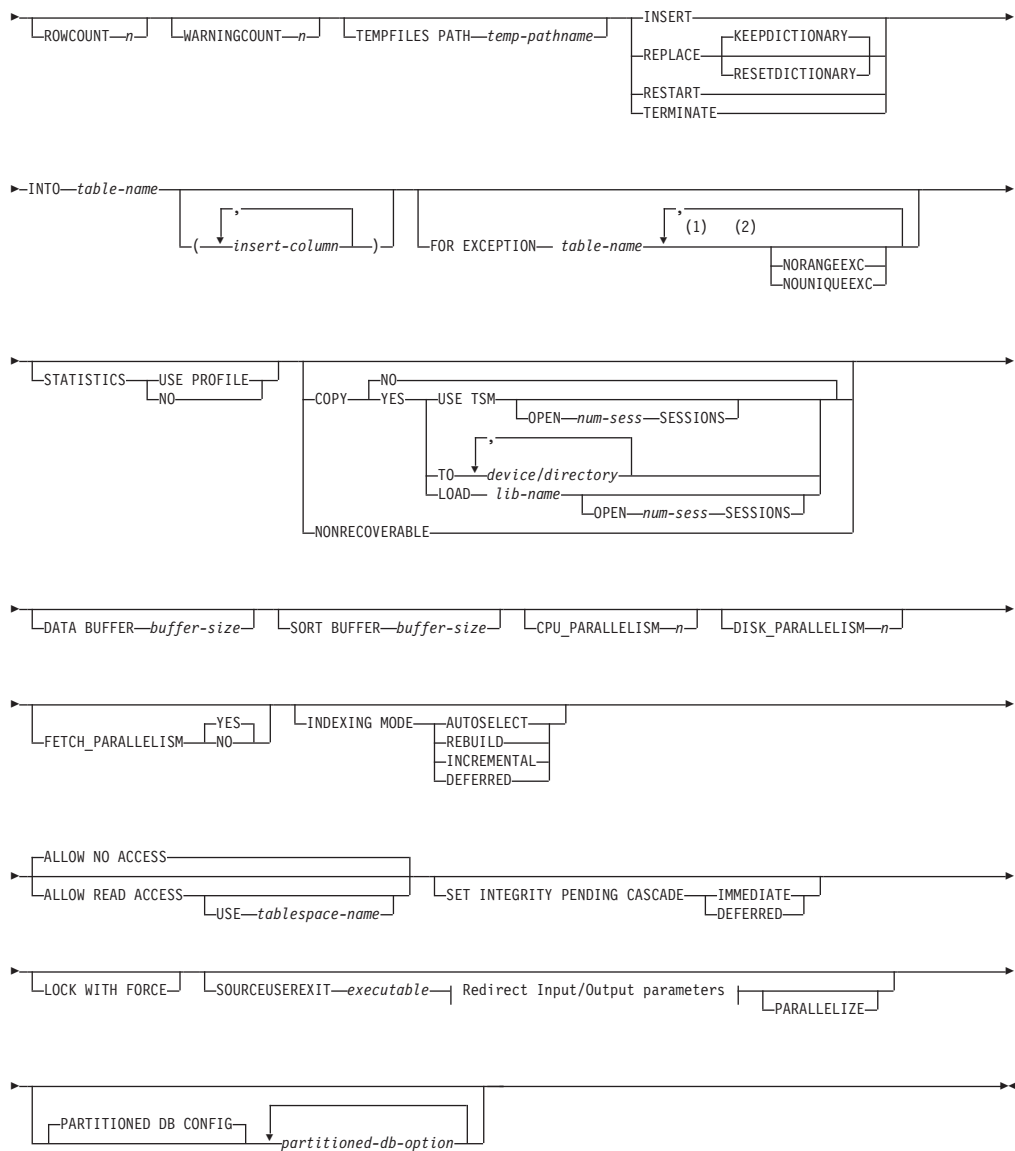 INSERT
ROWCOUNT n WARNINGCOUNT n TEMPFILES PATH temp-pathname KEEPDICTIONARY
REPLACE
RESETDICTIONARY
RESTART
TERMINATE
INTO table-name
,
( insert-column )
,
(1) (2)
FOR EXCEPTION table-name
NORANGEEXC
NOUNIQUEEXC
STATISTICS USE PROFILE
NO
NO
COPY YES USE TSM
OPEN num-sess SESSIONS
,
TO device/directory
LOAD lib-name
OPEN num-sess SESSIONS
NONRECOVERABLE
DATA BUFFER buffer-size SORT BUFFER buffer-size CPU_PARALLELISM n DISK_PARALLELISM n
YES
FETCH_PARALLELISM NO
INDEXING MODE AUTOSELECT
REBUILD
INCREMENTAL
DEFERRED
ALLOW NO ACCESS
ALLOW READ ACCESS
USE tablespace-name
SET INTEGRITY PENDING CASCADE IMMEDIATE
DEFERRED
LOCK WITH FORCE SOURCEUSEREXIT executable Redirect Input/Output parameters
PARALLELIZE
PARTITIONED DB CONFIG
partitioned-db-option